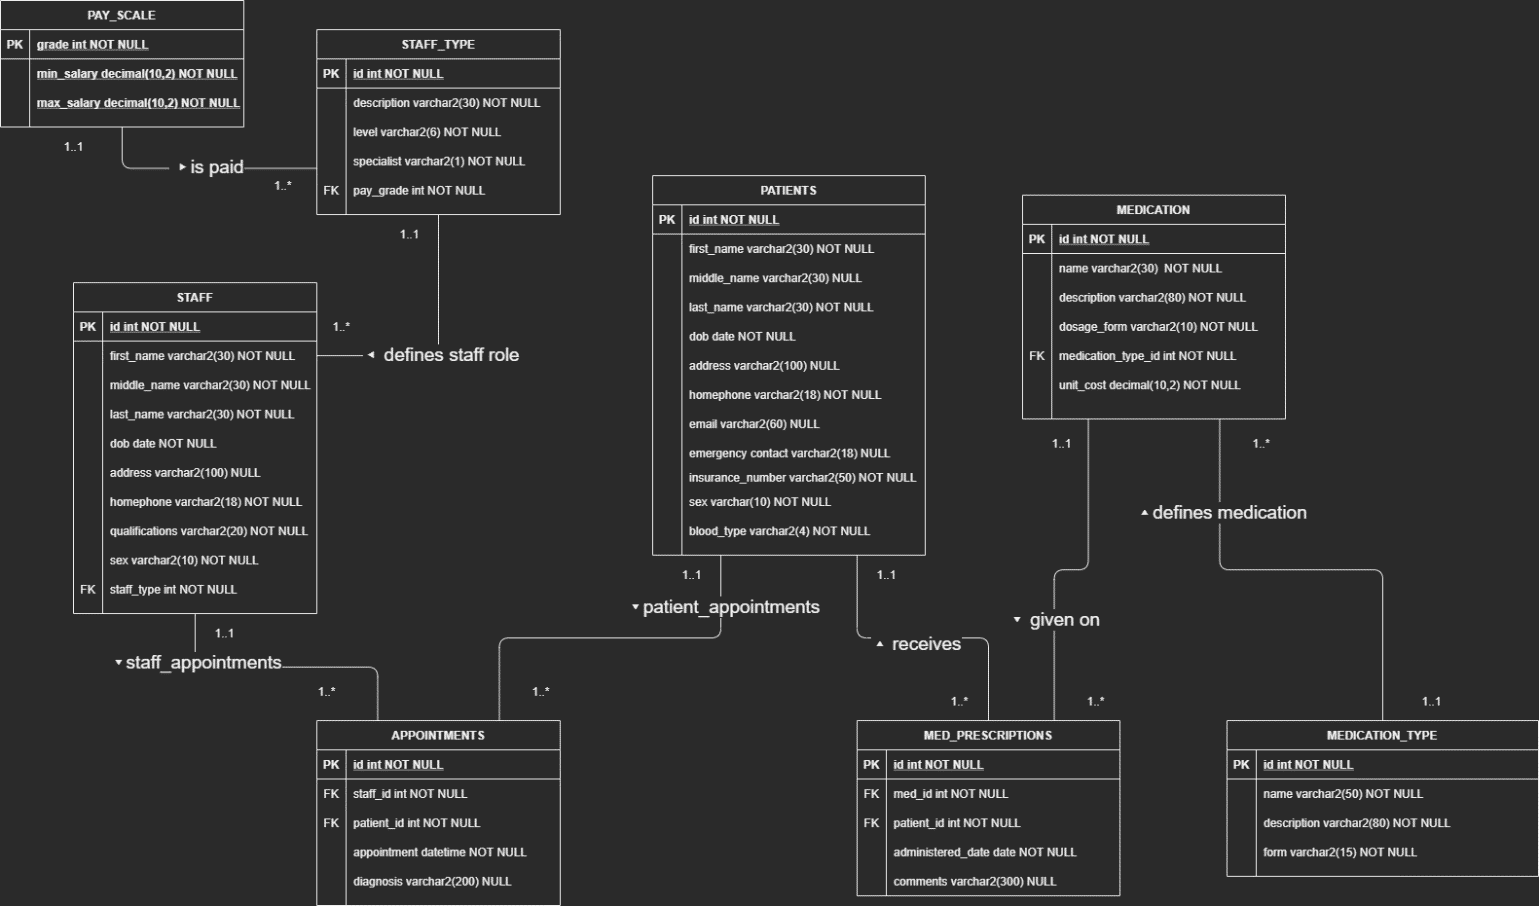 PAY_SCALE
PK grade int NOT NULL
min_salary decimal(10,2) NOT NULL
max_salary decimal(10,2) NOT NULL
1..1
is paid
1..*
STAFF_TYPE
PK id int NOT NULL
description varchar2(30) NOT NULL
level varchar2(6) NOT NULL
specialist varchar2(1) NOT NULL
FK pay_grade int NOT NULL
1..1
1..*
defines staff role
STAFF
PK id int NOT NULL
first_name varchar2(30) NOT NULL
middle_name varchar2(30) NOT NULL
last_name varchar2(30) NOT NULL
dob date NOT NULL
address varchar2(100) NULL
homephone varchar2(18) NOT NULL
qualifications varchar2(20) NOT NULL
sex varchar2(10) NOT NULL
FK staff_type int NOT NULL
1..1
staff_appointments
1..*
PATIENTS
PK id int NOT NULL
first_name varchar2(30) NOT NULL
middle_name varchar2(30) NULL
last_name varchar2(30) NOT NULL
dob date NOT NULL
address varchar2(100) NULL
homephone varchar2(18) NOT NULL
email varchar2(60) NULL
emergency contact varchar2(18) NULL
insurance_number varchar2(50) NOT NULL
sex varchar(10) NOT NULL
blood_type varchar2(4) NOT NULL
1..1
patient_appointments
1..*
1..1
receives
1..*
MEDICATION
PK id int NOT NULL
name varchar2(30) NOT NULL
description varchar2(80) NOT NULL
dosage_form varchar2(10) NOT NULL
FK medication_type_id int NOT NULL
unit_cost decimal(10,2) NOT NULL
1..1
given on
1..*
1..*
defines medication
1..1
APPOINTMENTS
PK id int NOT NULL
FK staff_id int NOT NULL
FK patient_id int NOT NULL
appointment datetime NOT NULL
diagnosis varchar2(200) NULL
MED_PRESCRIPTIONS
PK id int NOT NULL
FK med_id int NOT NULL
FK patient_id int NOT NULL
administered_date date NOT NULL
comments varchar2(300) NULL
MEDICATION_TYPE
PK id int NOT NULL
name varchar2(50) NOT NULL
description varchar2(80) NOT NULL
form varchar2(15) NOT NULL